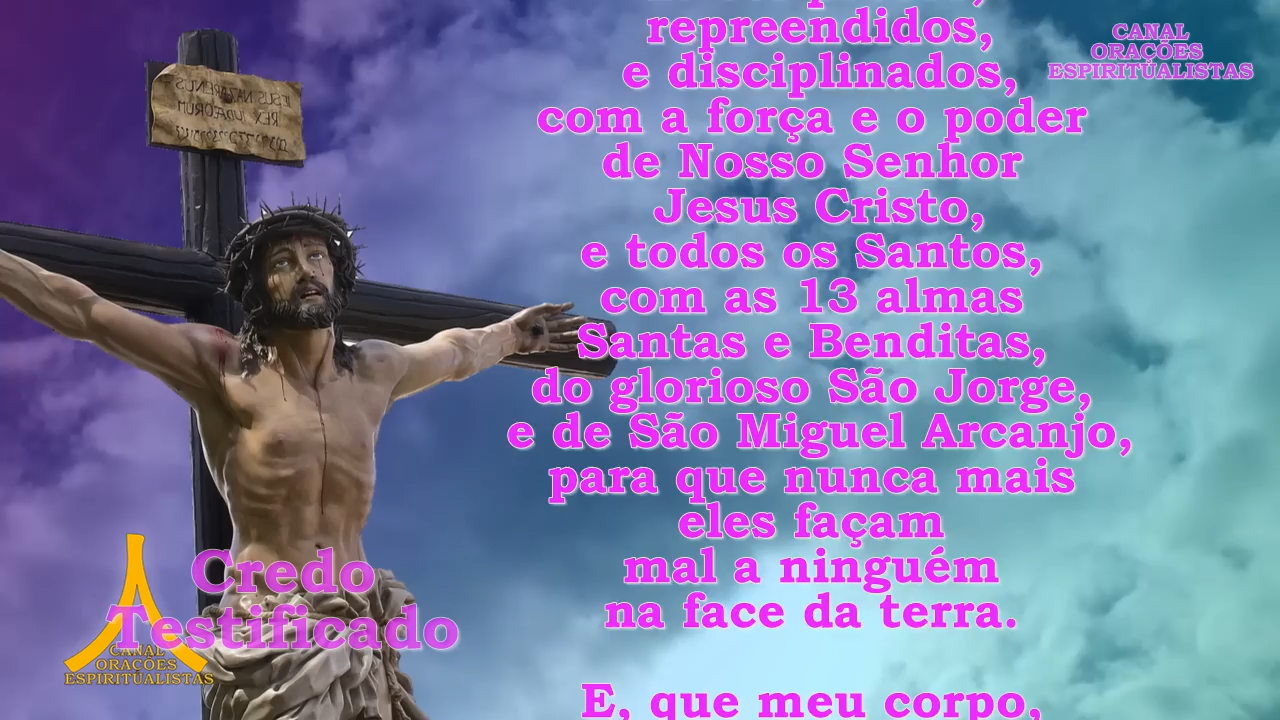 repreendidos,
e disciplinados,
com a força e o poder
de Nosso Senhor
Jesus Cristo,
e todos os Santos,
com as 13 almas
Santas e Benditas,
do glorioso São Jorge,
e de São Miguel Arcanjo,
para que nunca mais
eles façam
mal a ninguém
na face da terra.
E, que meu corpo,
CANAL
ORAÇÕES
ESPIRITUALISTAS
Credo
Testificado
CANAL
ORAÇÕES
ESPIRITUALISTAS